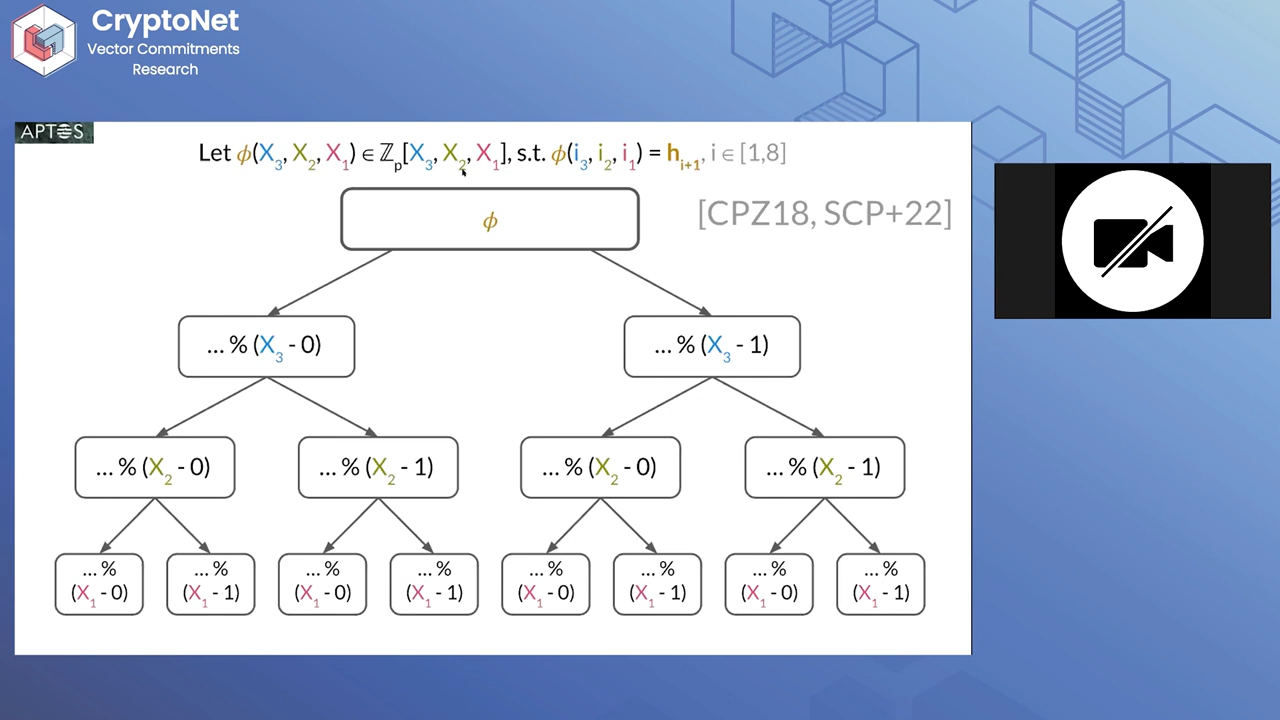 CryptoNet
Vector Commitments
Research
APTOS
Let ϕ(X₃, X₂, X₁) ∈ ℤₚ[X₃, X₂, X₁], s.t. ϕ(i₃, i₂, i₁) = hᵢ₊₁, i ∈ [1,8]
ϕ
[CPZ18, SCP+22]
... % (X₃ - 0)
... % (X₃ - 1)
... % (X₂ - 0)
... % (X₂ - 1)
... % (X₂ - 0)
... % (X₂ - 1)
... %
(X₁ - 0)
... %
(X₁ - 1)
... %
(X₁ - 0)
... %
(X₁ - 1)
... %
(X₁ - 0)
... %
(X₁ - 1)
... %
(X₁ - 0)
... %
(X₁ - 1)